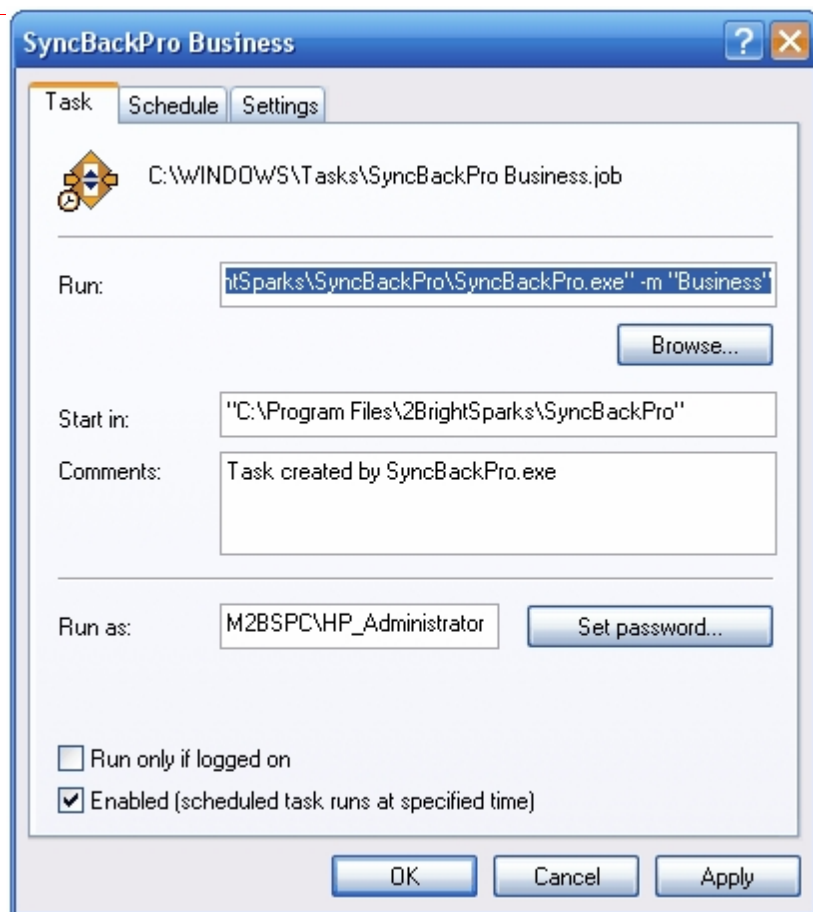 SyncBackPro Business
Task Schedule Settings
C:\WINDOWS\Tasks\SyncBackPro Business.job
Run: htSparks\SyncBackPro\SyncBackPro.exe" -m "Business"
Browse...
Start in: "C:\Program Files\2BrightSparks\SyncBackPro"
Comments: Task created by SyncBackPro.exe
Run as: M2BSPC\HP_Administrator Set password...
Run only if logged on
Enabled (scheduled task runs at specified time)
OK Cancel Apply